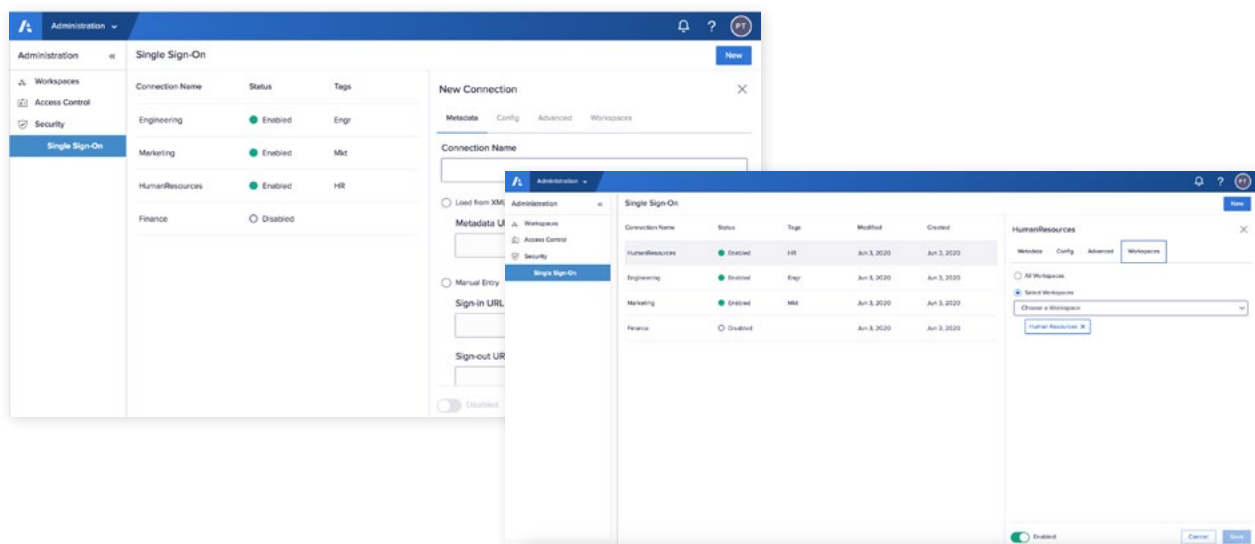 Administration
PT
Administration
Single Sign-On
New
Workspaces
Access Control
Security
Single Sign-On
Connection Name Status Tags
Engineering Enabled Engr
Marketing Enabled Mkt
HumanResources Enabled HR
Finance Disabled
New Connection
Metadata Config Advanced Workspaces
Connection Name
Load from XML
Metadata U
Manual Entry
Sign-in URL
Sign-out UR
Disabled
Administration
PT
Administration
Single Sign-On
New
Workspaces
Access Control
Security
Single Sign-On
Connection Name Status Tags Modified Created
HumanResources Enabled HR Jun 3, 2020 Jun 3, 2020
Engineering Enabled Engr Jun 3, 2020 Jun 3, 2020
Marketing Enabled Mkt Jun 3, 2020 Jun 3, 2020
Finance Disabled Jun 3, 2020 Jun 3, 2020
HumanResources
Metadata Config Advanced Workspaces
All Workspaces
Select Workspaces
Choose a Workspace
Human Resources X
Enabled
Cancel Save